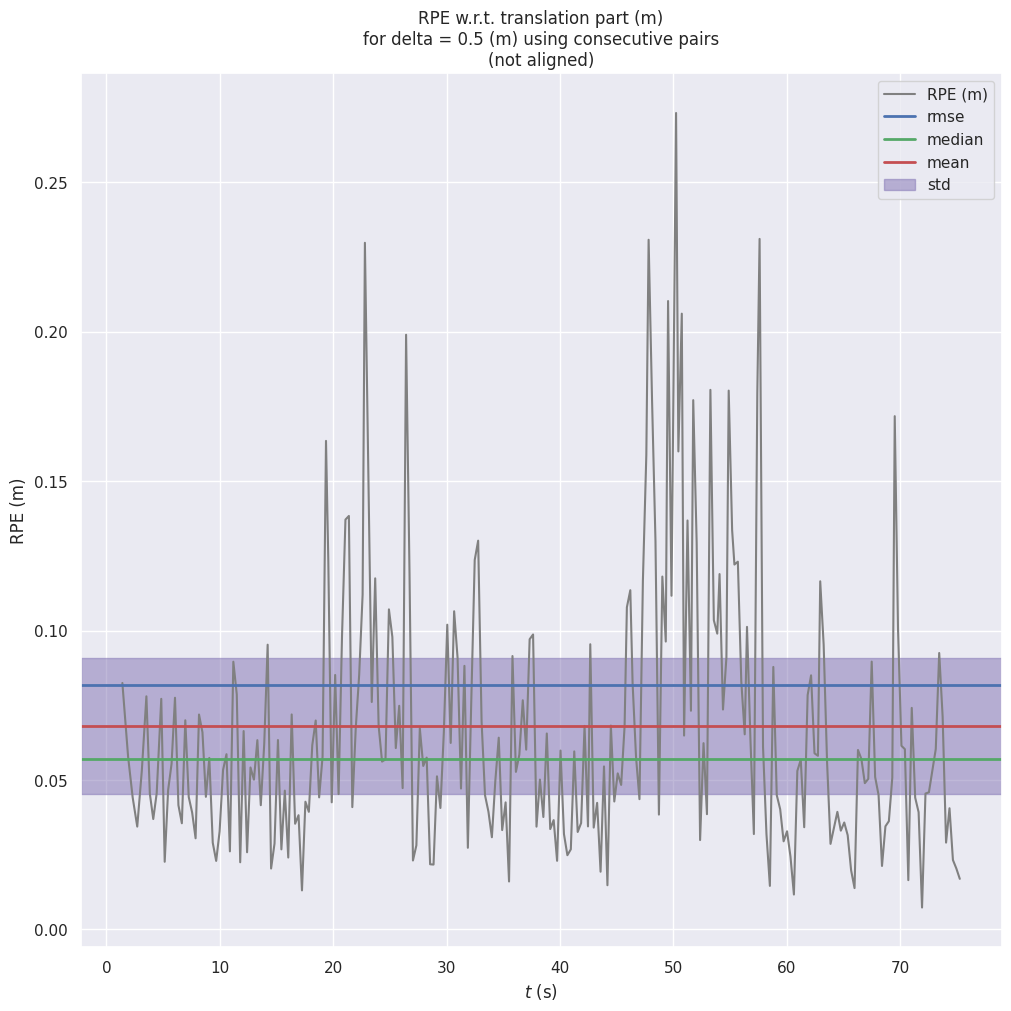 RPE w.r.t. translation part (m)
for delta = 0.5 (m) using consecutive pairs
(not aligned)
RPE (m)
rmse
median
mean
std
RPE (m)
0.25
0.20
0.15
0.10
0.05
0.00
0 10 20 30 40 50 60 70
t (s)